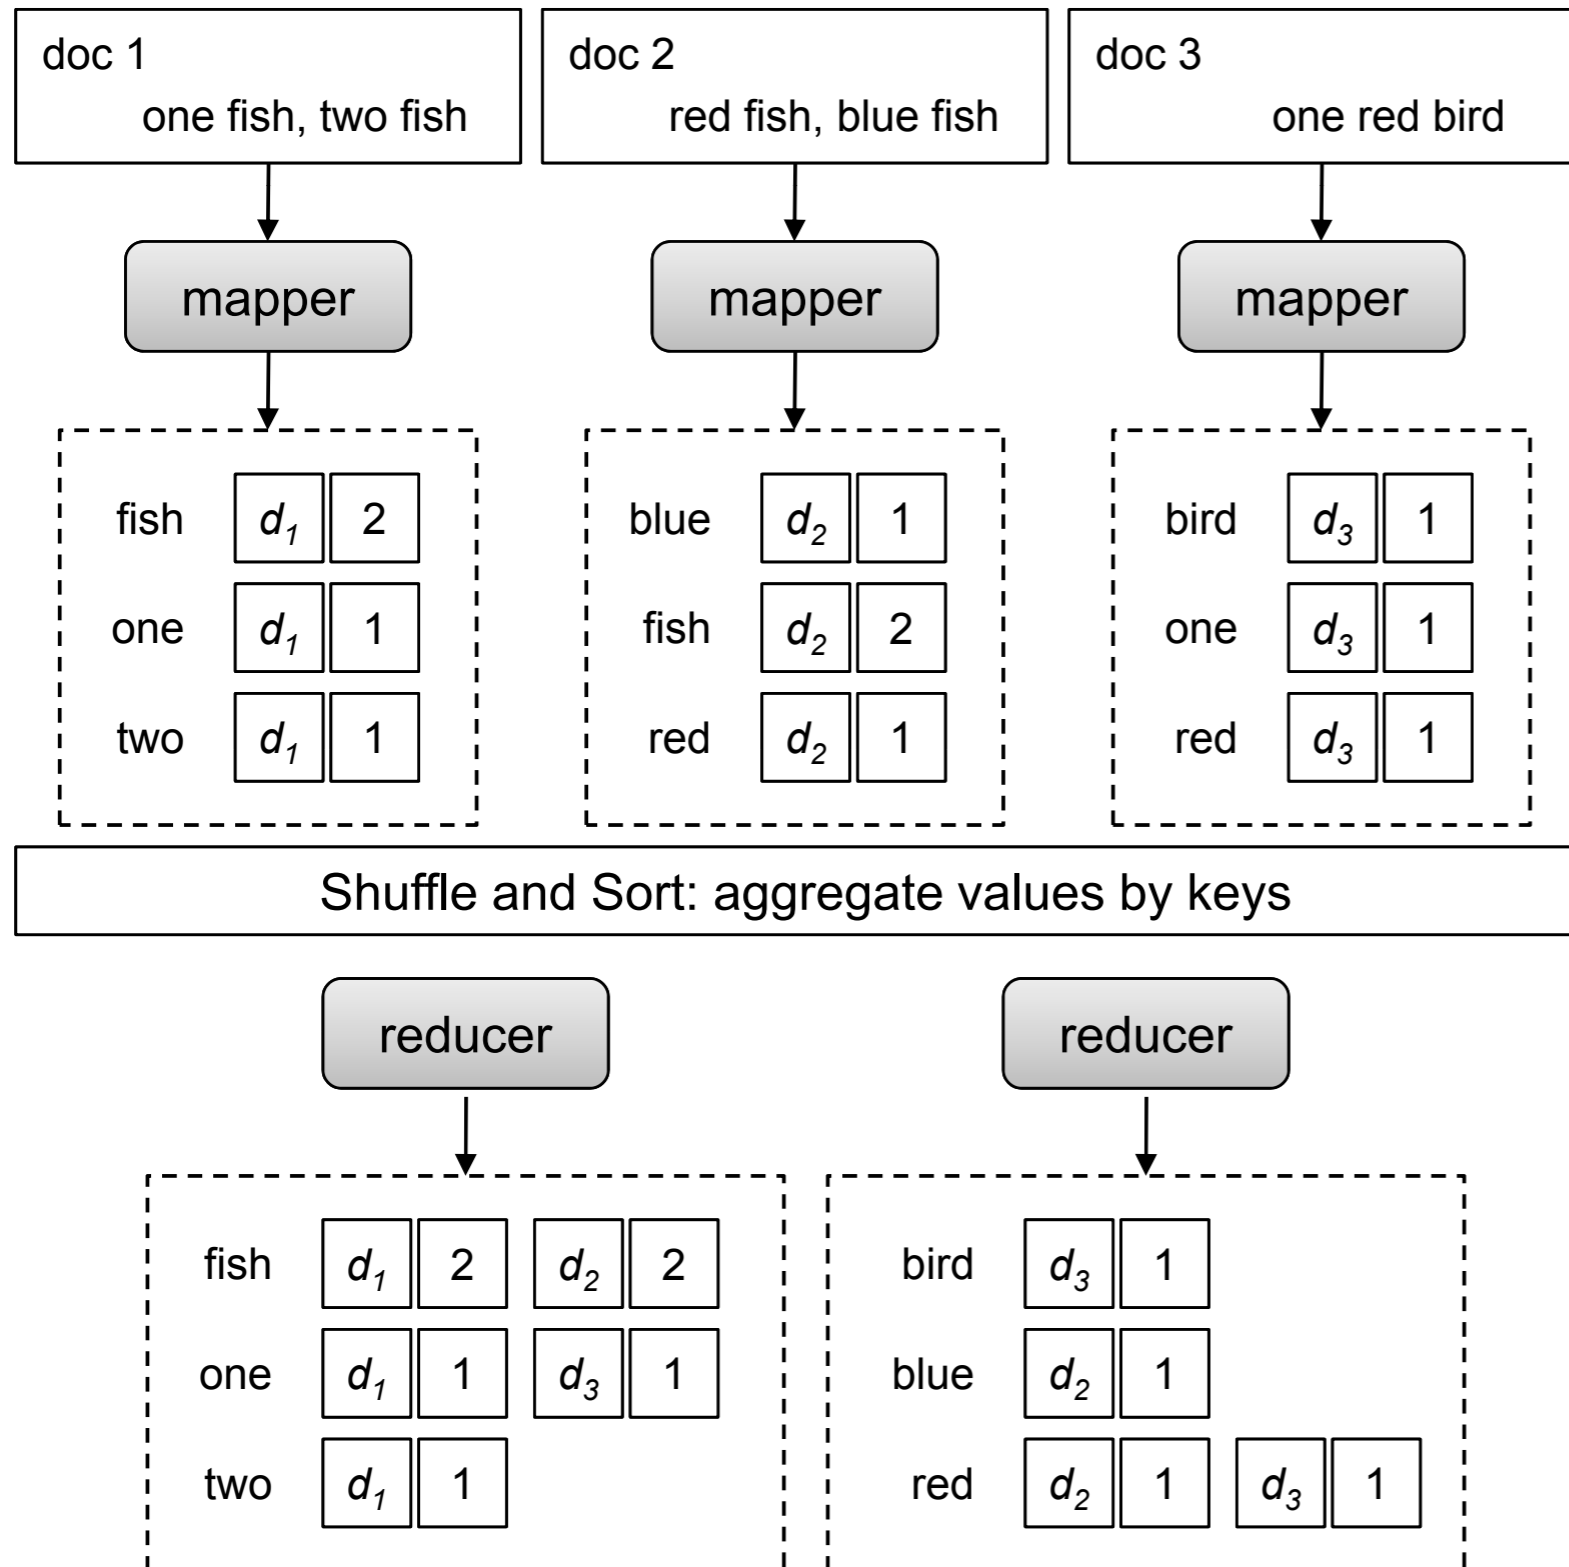 doc 1
one fish, two fish
doc 2
red fish, blue fish
doc 3
one red bird
mapper
mapper
mapper
fish d1 2
one d1 1
two d1 1
blue d2 1
fish d2 2
red d2 1
bird d3 1
one d3 1
red d3 1
Shuffle and Sort: aggregate values by keys
reducer
reducer
fish d1 2 d2 2
one d1 1 d3 1
two d1 1
bird d3 1
blue d2 1
red d2 1 d3 1